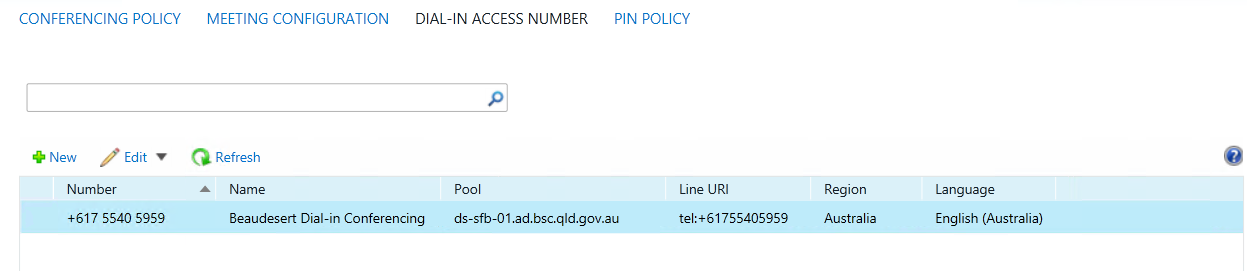 CONFERENCING POLICY MEETING CONFIGURATION DIAL-IN ACCESS NUMBER PIN POLICY
New Edit Refresh
Number Name Pool Line URI Region Language
+617 5540 5959 Beaudesert Dial-in Conferencing ds-sfb-01.ad.bsc.qld.gov.au tel:+61755405959 Australia English (Australia)